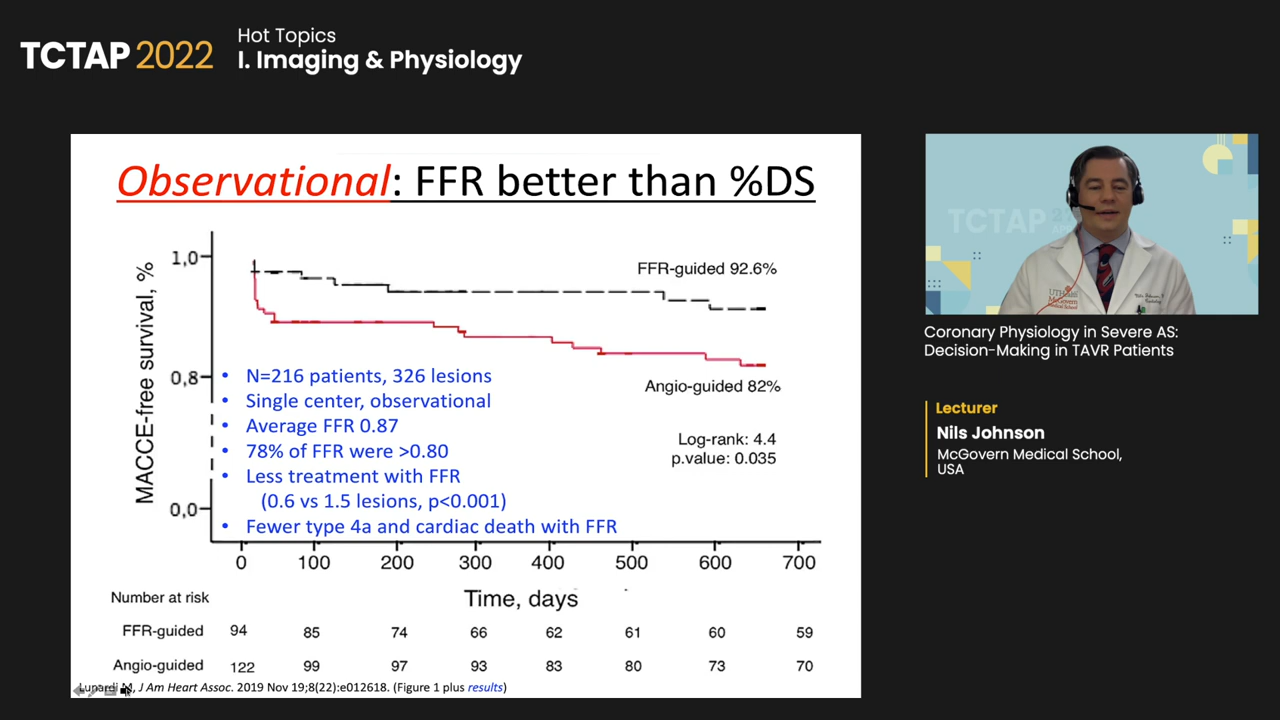 TCTAP 2022
Hot Topics
I. Imaging & Physiology
Observational: FFR better than %DS
MACCE-free survival, %
1,0
0,8
0,0
FFR-guided 92.6%
Angio-guided 82%
Log-rank: 4.4
p.value: 0.035
• N=216 patients, 326 lesions
• Single center, observational
• Average FFR 0.87
• 78% of FFR were >0.80
• Less treatment with FFR
(0.6 vs 1.5 lesions, p<0.001)
• Fewer type 4a and cardiac death with FFR
0 100 200 300 400 500 600 700
Time, days
Number at risk
FFR-guided 94 85 74 66 62 61 60 59
Angio-guided 122 99 97 93 83 80 73 70
J Am Heart Assoc. 2019 Nov 19;8(22):e012618. (Figure 1 plus results)
TCTAP
UTHealth
McGovern
Medical School
Coronary Physiology in Severe AS:
Decision-Making in TAVR Patients
Lecturer
Nils Johnson
McGovern Medical School,
USA